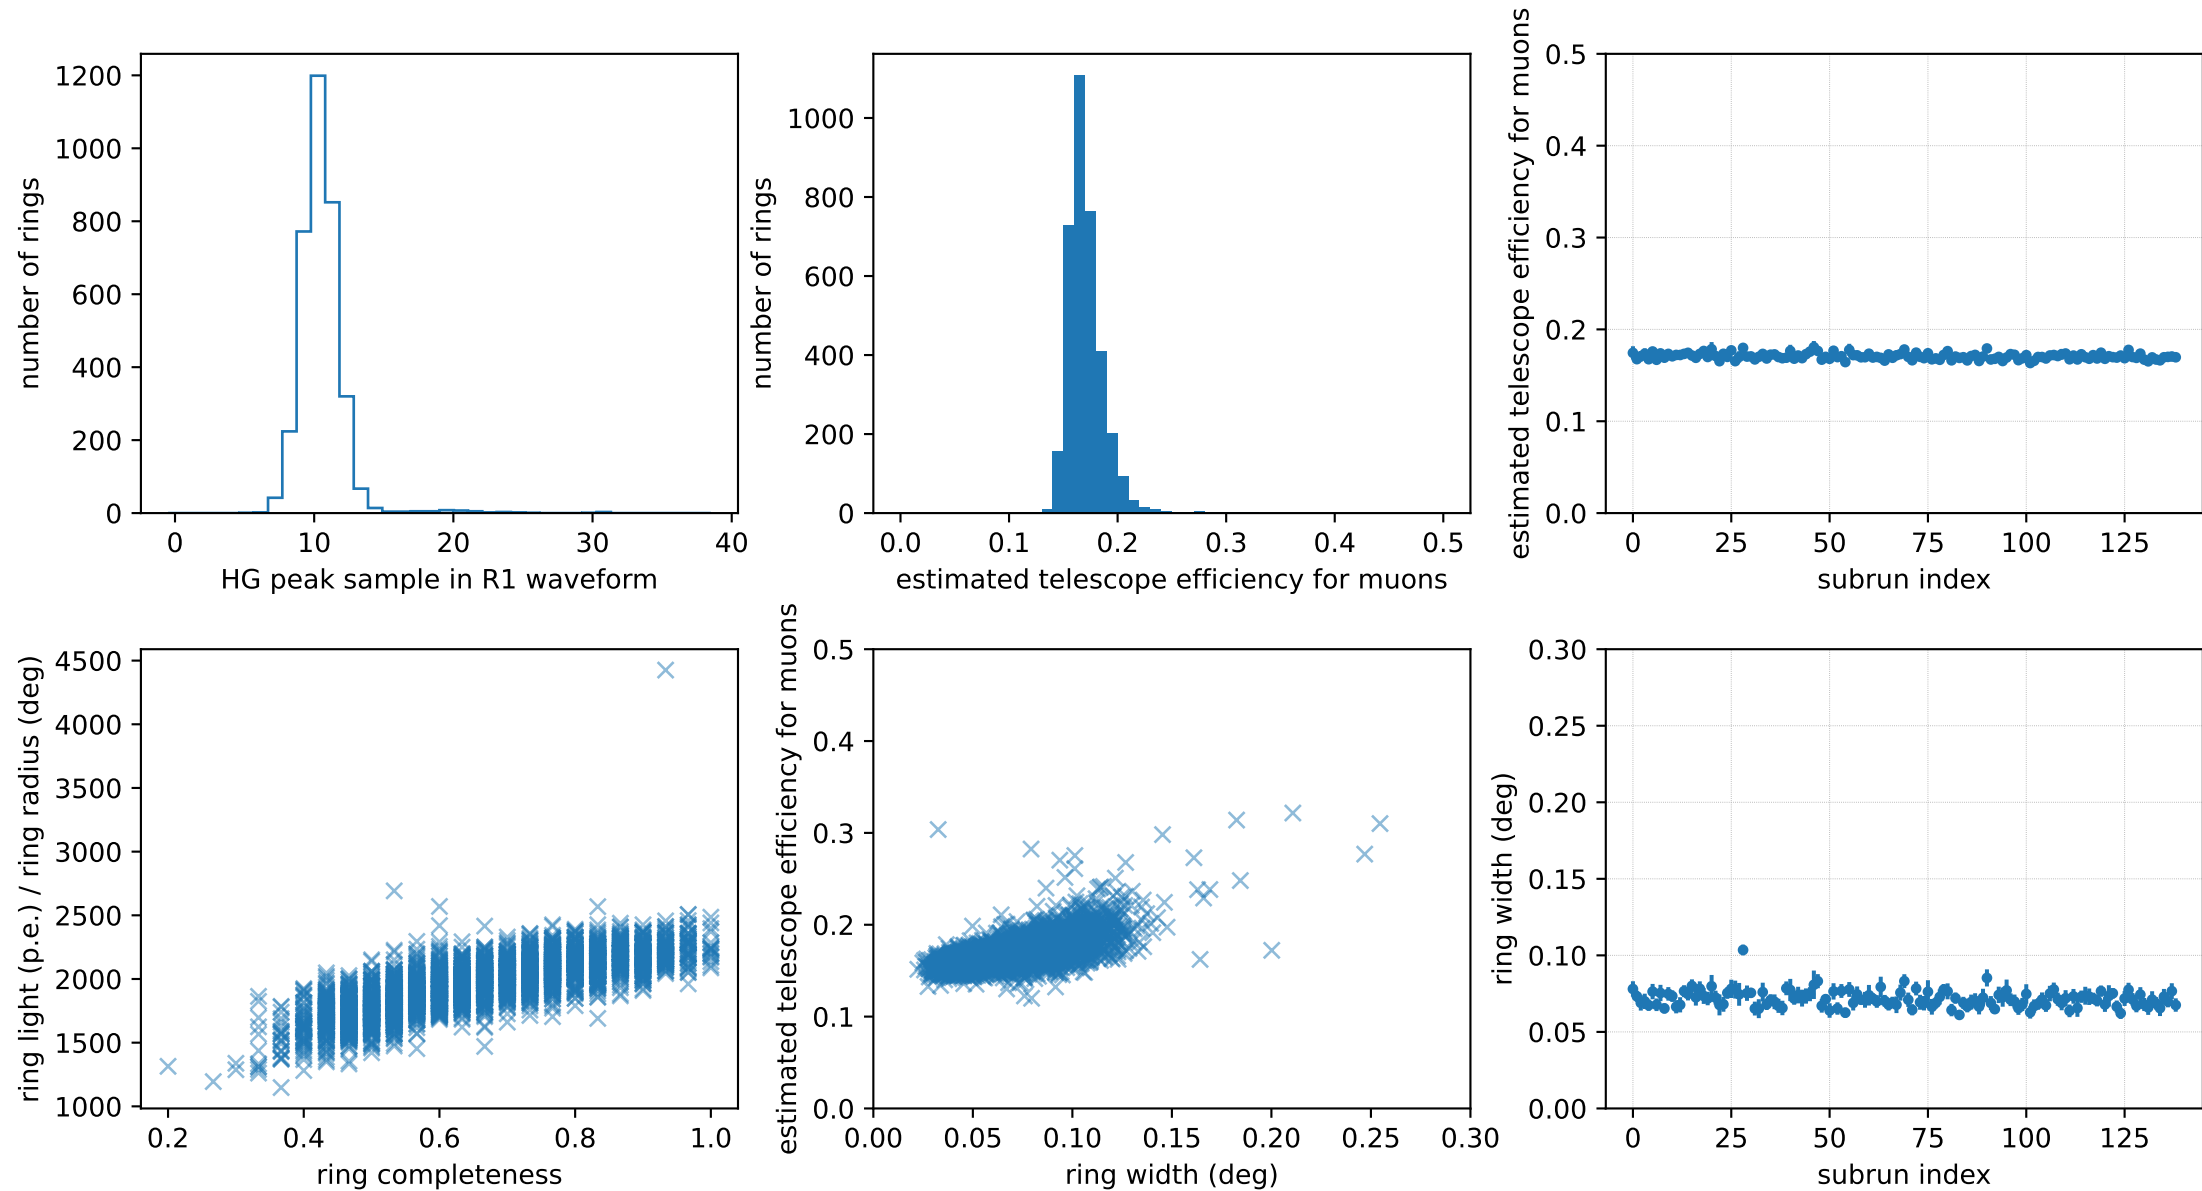 1200
1000
800
600
400
200
0
number of rings
0 10 20 30 40
HG peak sample in R1 waveform
1000
800
600
400
200
0
number of rings
0.0 0.1 0.2 0.3 0.4 0.5
estimated telescope efficiency for muons
0.5
0.4
0.3
0.2
0.1
0.0
estimated telescope efficiency for muons
0 25 50 75 100 125
subrun index
4500
4000
3500
3000
2500
2000
1500
1000
ring light (p.e.) / ring radius (deg)
0.2 0.4 0.6 0.8 1.0
ring completeness
0.5
0.4
0.3
0.2
0.1
0.0
estimated telescope efficiency for muons
0.00 0.05 0.10 0.15 0.20 0.25 0.30
ring width (deg)
0.30
0.25
0.20
0.15
0.10
0.05
0.00
ring width (deg)
0 25 50 75 100 125
subrun index